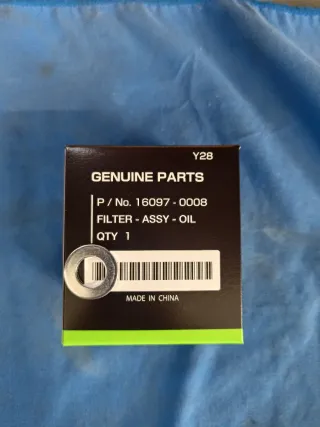 Y28
GENUINE PARTS
P / No. 16097 - 0008
FILTER - ASSY - OIL
QTY 1
MADE IN CHINA